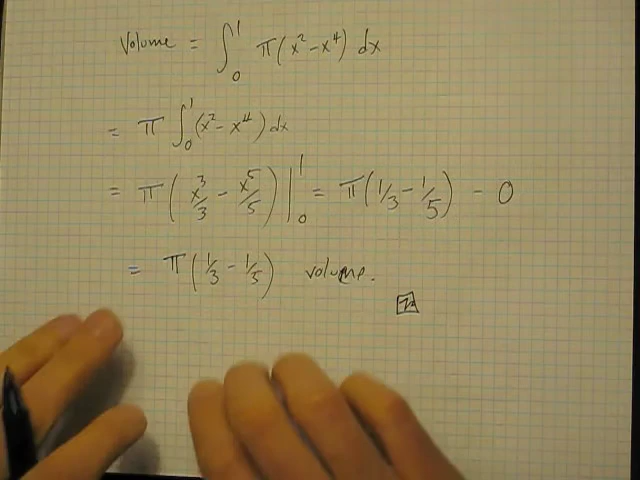 Volume = ∫₀¹ π(x² - x⁴) dx
= π ∫₀¹ (x² - x⁴) dx
= π( x³/3 - x⁵/5 ) |₀¹ = π(1/3 - 1/5) - 0
= π(1/3 - 1/5) volume.